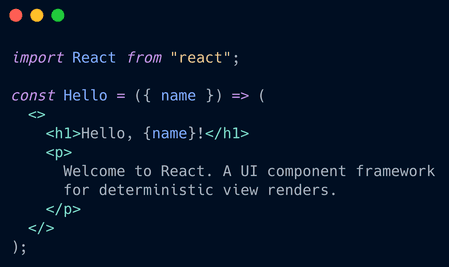 import React from "react";
const Hello = ({ name }) => (
<>
<h1>Hello, {name}!</h1>
<p>
Welcome to React. A UI component framework
for deterministic view renders.
</p>
</>
);